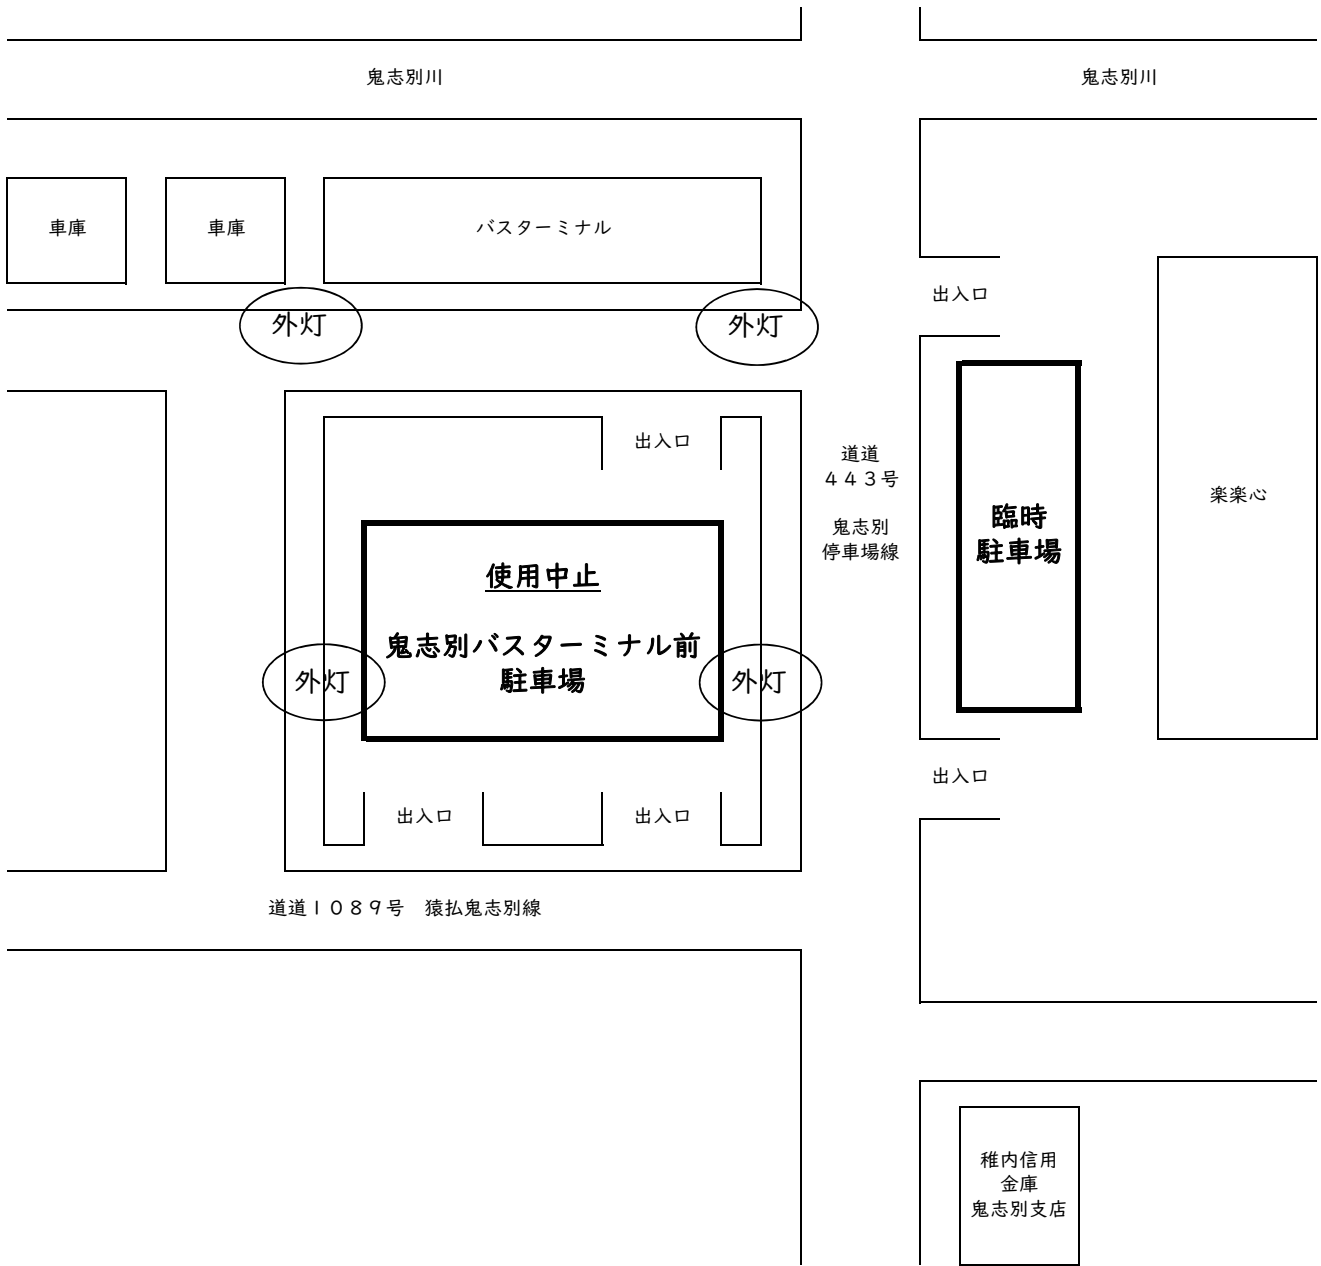 鬼志別川
鬼志別川
車庫
車庫
バスターミナル
出入口
外灯
外灯
出入口
道道
４４３号
鬼志別
停車場線
臨時
駐車場
楽楽心
使用中止
鬼志別バスターミナル前
駐車場
外灯
外灯
出入口
出入口
出入口
道道１０８９号　猿払鬼志別線
稚内信用
金庫
鬼志別支店